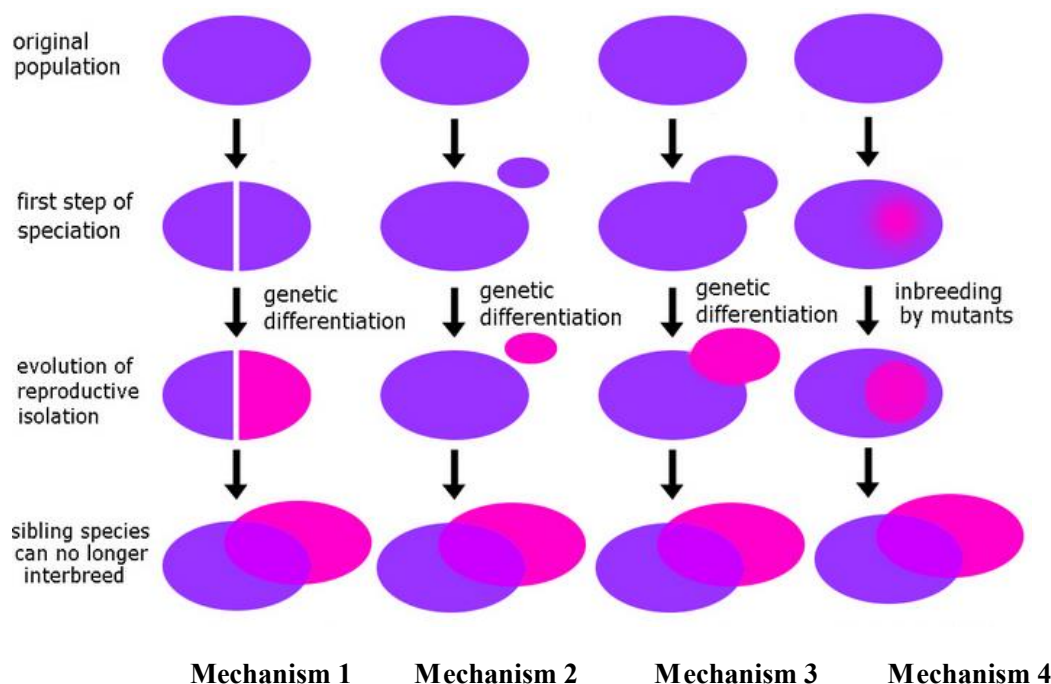 original
population
first step of
speciation
genetic
differentiation
genetic
differentiation
genetic
differentiation
inbreeding
by mutants
evolution of
reproductive
isolation
sibling species
can no longer
interbreed
Mechanism 1 Mechanism 2 Mechanism 3 Mechanism 4